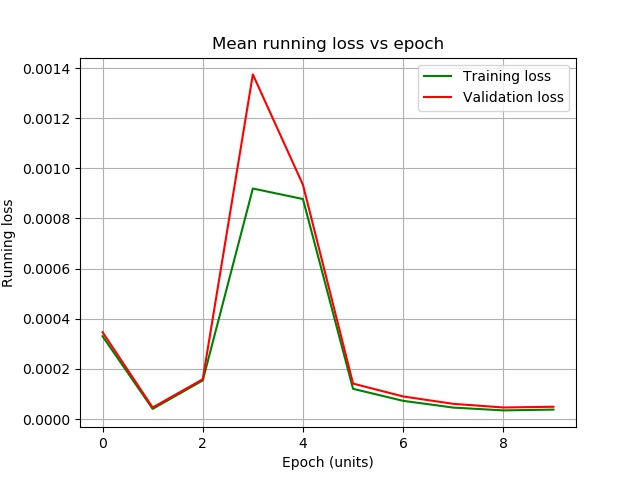 Mean running loss vs epoch
Training loss
Validation loss
0.0014
0.0012
0.0010
0.0008
0.0006
0.0004
0.0002
0.0000
Running loss
0 2 4 6 8
Epoch (units)